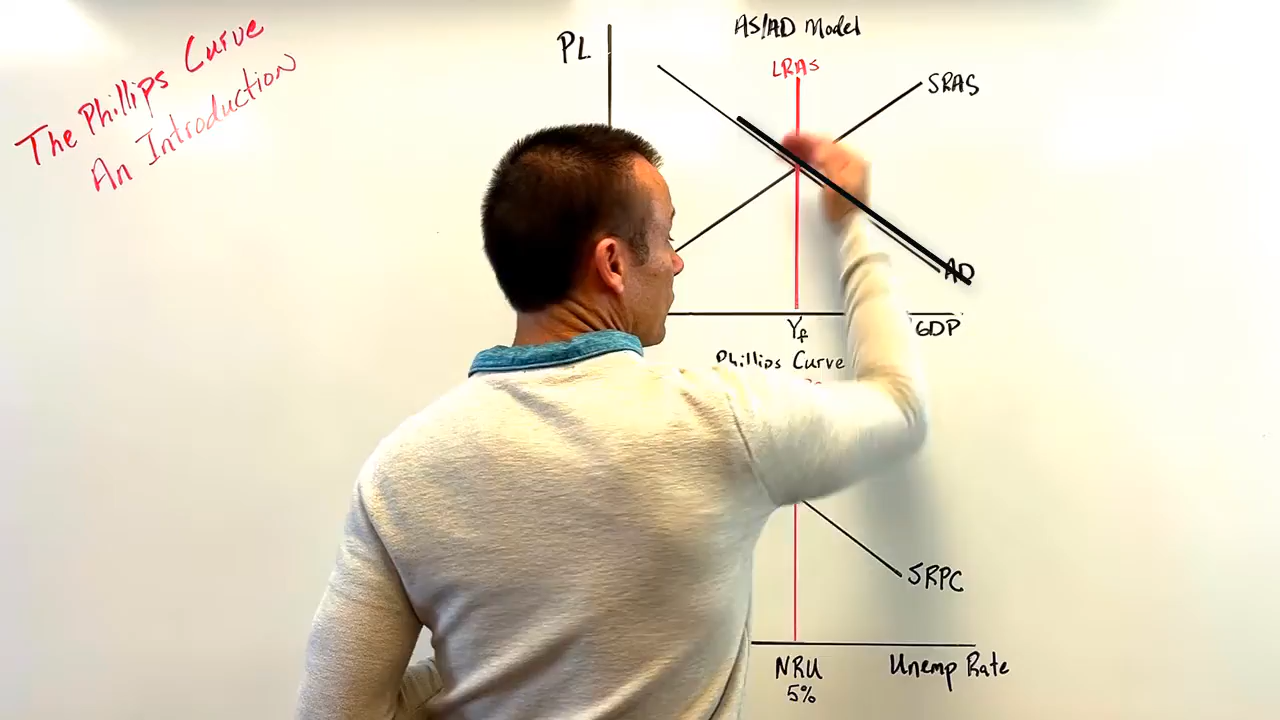 The Phillips Curve
An Introduction
AS/AD Model
PL
LRAS
SRAS
AD
Yf
GDP
Phillips Curve
SRPC
NRU
5%
Unemp Rate